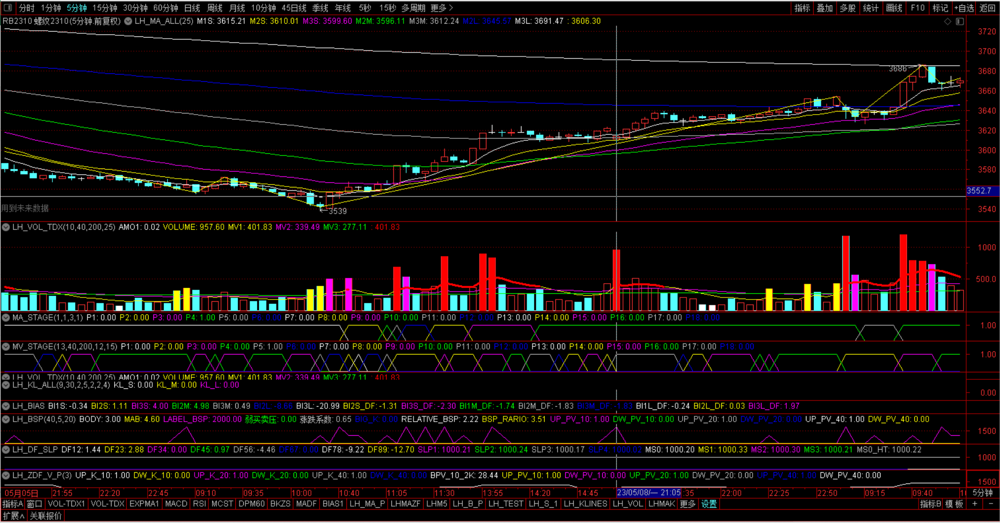 分时 1分钟 5分钟 15分钟 30分钟 60分钟 日线 周线 月线 10分钟 45日线 季线 年线 5秒 15秒 多周期 更多 指标 叠加 多股 统计 画线 F10 标记 +自选 返回
RB2310 螺纹2310(5分钟.前复权) LH_MA_ALL(25) M1S: 3615.21 M2S: 3610.01 M3S: 3599.60 M2M: 3596.11 M3M: 3612.24 M2L: 3645.57 M3L: 3691.47 : 3606.30
3720
3700
3686
3680
3660
3640
3620
3600
3580
3552.7
用到未来数据
3539
3540
LH_VOL_TDX(10,40,200,25) AMO1: 0.02 VOLUME: 957.60 MV1: 401.83 MV2: 339.49 MV3: 277.11 : 401.83
1000
500.0
MA_STAGE(1,1,3,1) P1: 0.00 P2: 0.00 P3: 0.00 P4: 1.00 P5: 0.00 P6: 0.00 P7: 0.00 P8: 0.00 P9: 0.00 P10: 0.00 P11: 0.00 P12: 0.00 P13: 0.00 P14: 0.00 P15: 0.00 P16: 0.00 P17: 0.00 P18: 0.00
1.00
MV_STAGE(13,40,200,12,15) P1: 0.00 P2: 0.00 P3: 0.00 P4: 0.00 P5: 1.00 P6: 0.00 P7: 0.00 P8: 0.00 P9: 0.00 P10: 0.00 P11: 0.00 P12: 0.00 P13: 0.00 P14: 0.00 P15: 0.00 P16: 0.00 P17: 0.00 P18: 0.00
1.00
LH_VOL_TDX(10,40,200,25) AMO1: 0.02 VOLUME: 957.60 MV1: 401.83 MV2: 339.49 MV3: 277.11 : 401.83
LH_KL_ALL(9,30,2,5,2,2,4) KL_S: 0.00 KL_M: 0.00 KL_L: 0.00
0.00
LH_BIAS BI1S: -0.34 BI2S: 1.11 BI3S: 4.00 BI2M: 4.98 BI3M: 0.49 BI2L: -8.66 BI3L: -20.99 BI2S_DF: -1.31 BI3S_DF: -2.30 BI1M_DF: -1.74 BI2M_DF: -1.83 BI3M_DF: -1.83 BI1L_DF: -0.24 BI2L_DF: 0.03 BI3L_DF: 1.97
LH_BSP(40,5,20) BODY: 3.00 MAB: 4.60 LABEL_BSP: 2000.00 弱买卖压: 0.00 涨跌系数: 0.65 BIG_K: 0.00 RELATIVE_BSP: 2.22 BSP_RARIO: 3.51 UP_PV_10: 1.00 DW_PV_10: 0.00 UP_PV_20: 1.00 DW_PV_20: 0.00 UP_PV_40: 1.00 DW_PV_40: 0.00
1500
LH_DF_SLP DF12: 1.44 DF23: 2.88 DF34: 0.00 DF45: 0.97 DF56: -4.46 DF67: 0.00 DF78: -9.22 DF89: -12.70 SLP1: 1000.21 SLP2: 1000.24 SLP3: 1000.17 SLP4: 1000.02 MS0: 1000.20 MS1: 1000.33 MS2: 1000.30 MS3: 1000.21 MS0_HT: 1000.22
1000
LH_ZDF_V_P(3) UP_K_10: 1.00 DW_K_10: 0.00 UP_K_20: 1.00 DW_K_20: 0.00 UP_K_40: 1.00 DW_K_40: 0.00 BPV_10_2K: 28.44 UP_PV_10: 1.00 DW_PV_10: 0.00 UP_PV_20: 1.00 DW_PV_20: 0.00 UP_PV_40: 1.00 DW_PV_40: 0.00
1500
05月05日 21:55 22:20 22:45 09:10 09:35 10:00 10:40 11:05 11:30 13:55 14:20 14:45 23/05/08/一 21:05 :35 22:00 22:25 22:50 09:15 09:40 5分钟
指标A 窗口 VOL-TDX1 VOL-TDX EXPMA1 MACD RSI MCST DPM60 BKZS MADF BIAS1 LH_MA_P LHMAZF LHM5 LH_B_P LH_TEST LH_S_1 LH_KLINES LH_VOL LHMAK 更多 设置 指标B 模板 + −
扩展∧ 关联报价